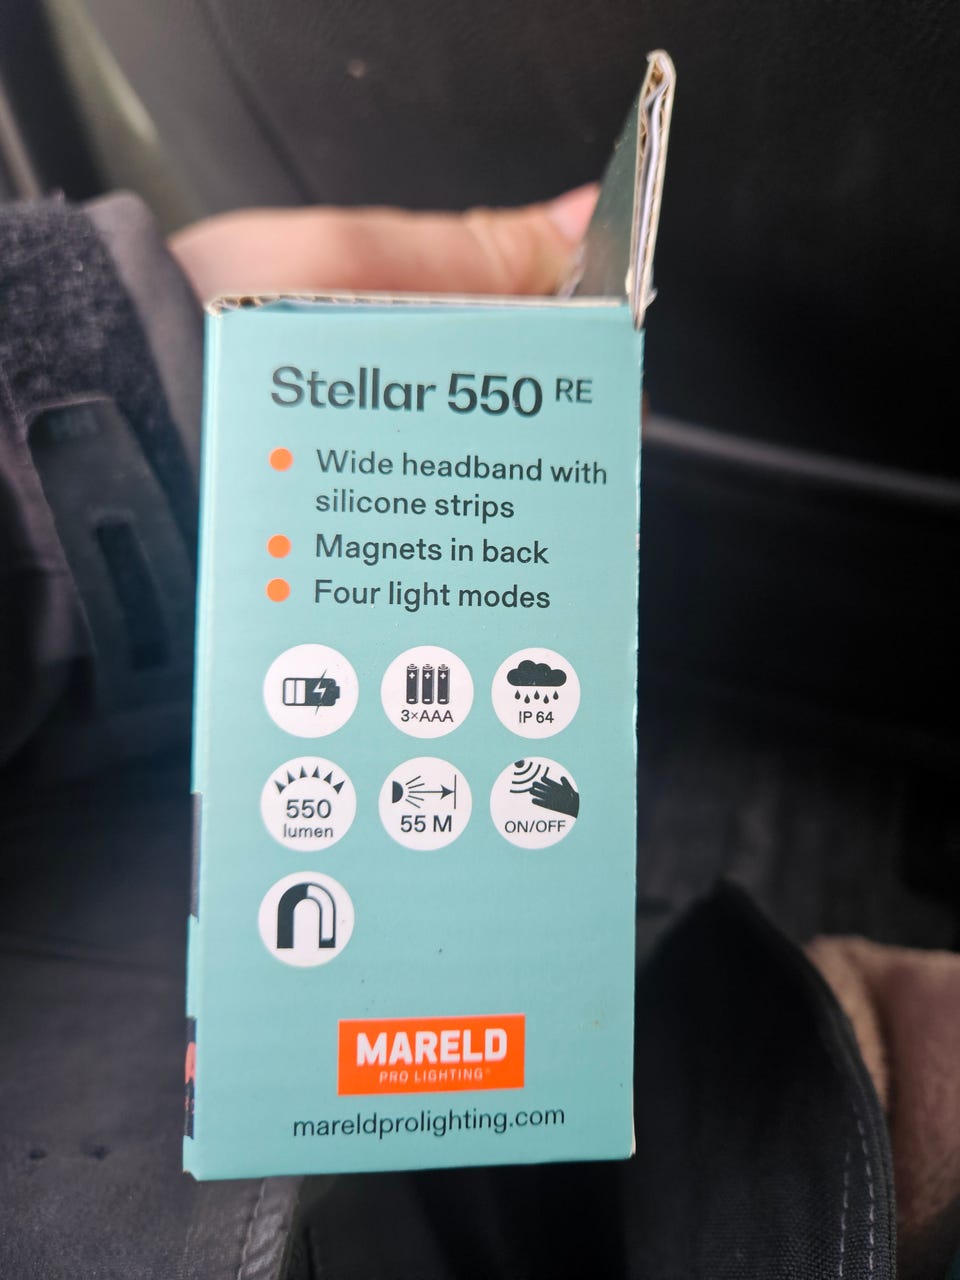 Stellar 550 RE
Wide headband with
silicone strips
Magnets in back
Four light modes
3×AAA
IP 64
550
lumen
55 M
ON/OFF
MARELD
PRO LIGHTING
mareldprolighting.com